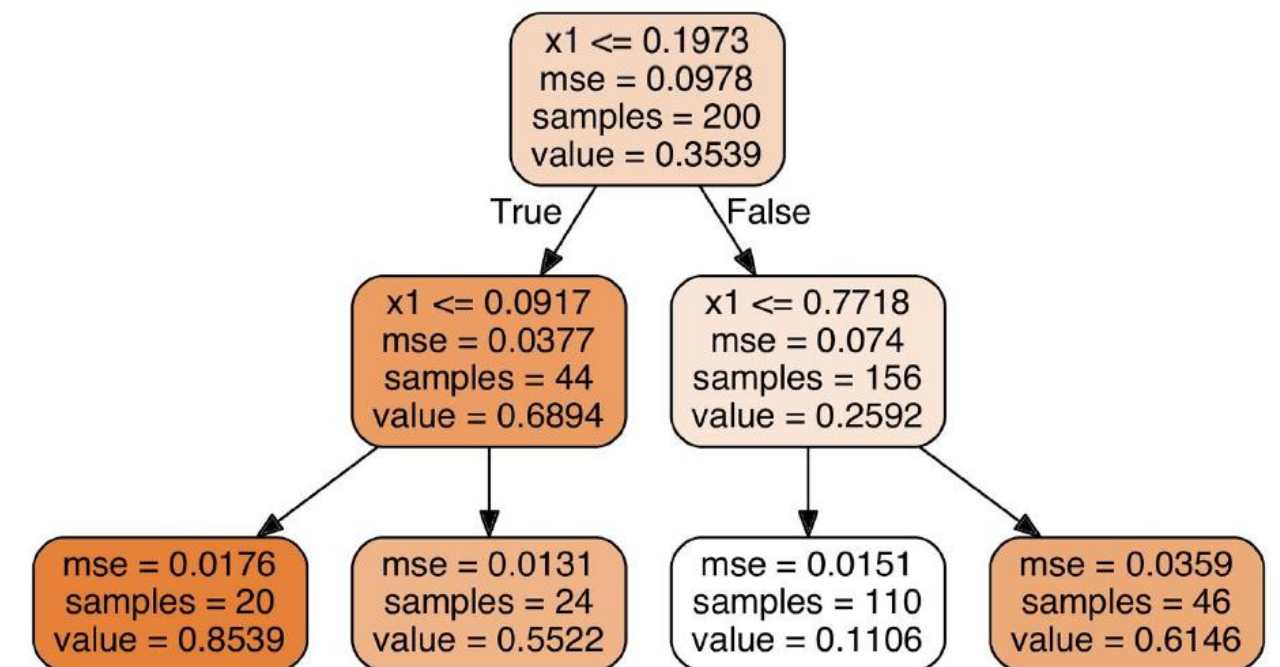 x1 <= 0.1973
mse = 0.0978
samples = 200
value = 0.3539
True
False
x1 <= 0.0917
mse = 0.0377
samples = 44
value = 0.6894
x1 <= 0.7718
mse = 0.074
samples = 156
value = 0.2592
mse = 0.0176
samples = 20
value = 0.8539
mse = 0.0131
samples = 24
value = 0.5522
mse = 0.0151
samples = 110
value = 0.1106
mse = 0.0359
samples = 46
value = 0.6146